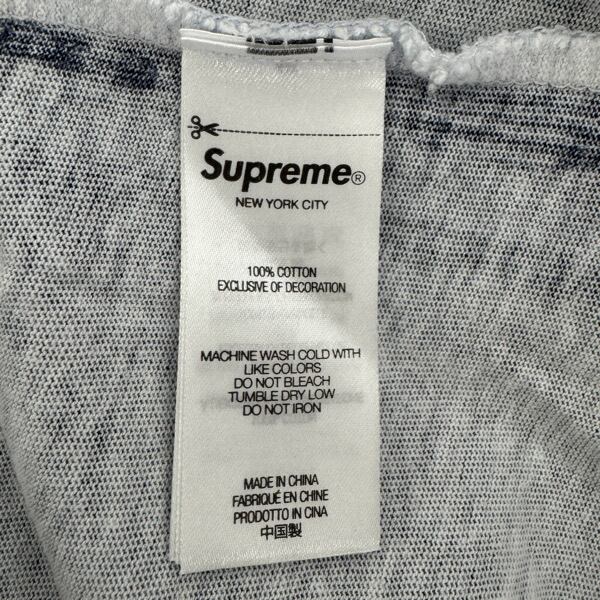 Supreme®
NEW YORK CITY
100% COTTON
EXCLUSIVE OF DECORATION
MACHINE WASH COLD WITH
LIKE COLORS
DO NOT BLEACH
TUMBLE DRY LOW
DO NOT IRON
MADE IN CHINA
FABRIQUÉ EN CHINE
PRODOTTO IN CINA
中国製